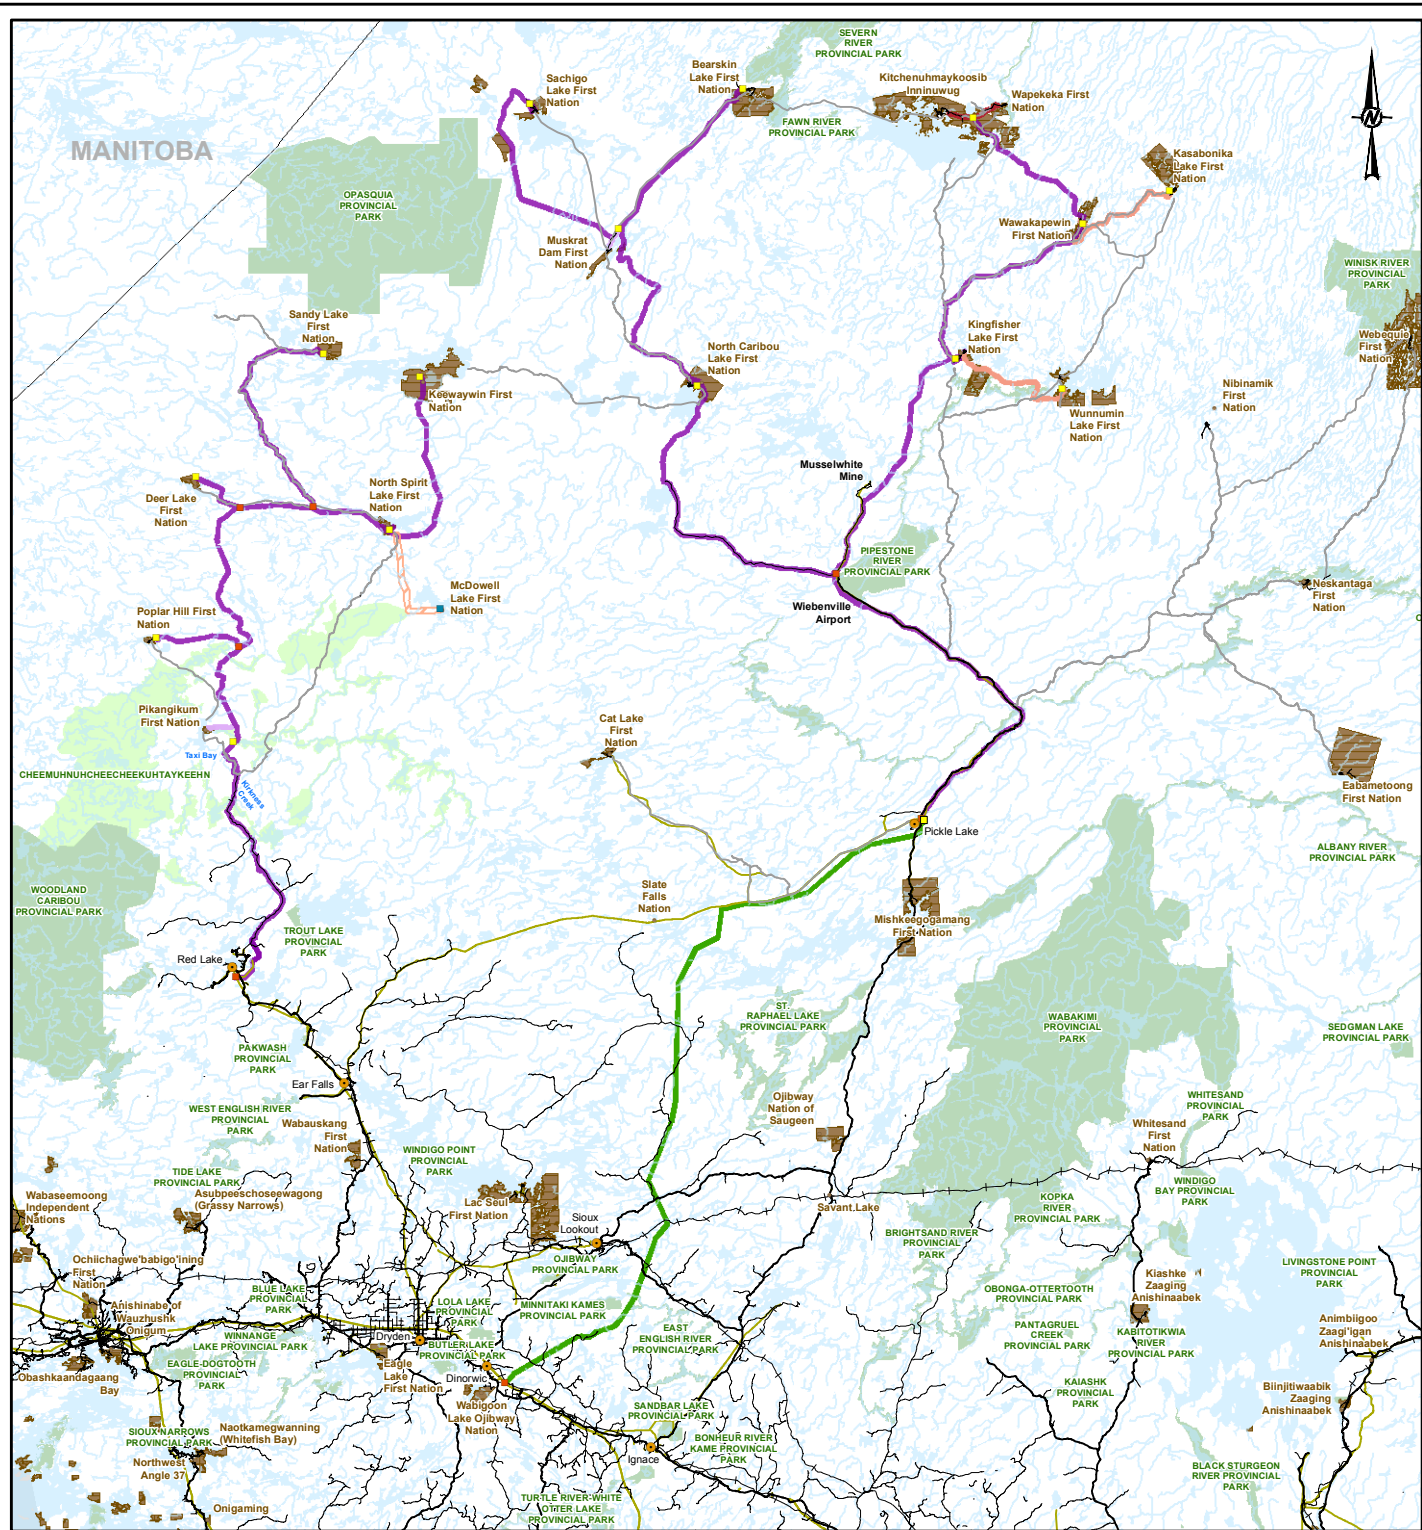 SEVERN
RIVER
PROVINCIAL PARK
Sachigo
Lake First
Nation
Bearskin
Lake First
Nation
Kitchenuhmaykoosib
Inninuwug
Wapekeka First
Nation
FAWN RIVER
PROVINCIAL PARK
N
MANITOBA
OPASQUIA
PROVINCIAL
PARK
Kasabonika
Lake First
Nation
Muskrat
Dam First
Nation
Wawakapewin
First Nation
WINISK RIVER
PROVINCIAL
PARK
Sandy Lake
First
Nation
Keewaywin First
Nation
North Caribou
Lake First
Nation
Kingfisher
Lake First
Nation
Webequie
First
Nation
Nibinamik
First
Nation
Wunnumin
Lake First
Nation
Musselwhite
Mine
Deer Lake
First
Nation
North Spirit
Lake First
Nation
PIPESTONE
RIVER
PROVINCIAL PARK
McDowell
Lake First
Nation
Wiebenville
Airport
Neskantaga
First
Nation
Poplar Hill First
Nation
Pikangikum
First Nation
Taxi Bay
CHEEMUHNUHCHEECHEEKUHTAYKEEHN
Kirkness
Creek
Cat Lake
First
Nation
Eabametoong
First Nation
Pickle Lake
ALBANY RIVER
PROVINCIAL PARK
WOODLAND
CARIBOU
PROVINCIAL PARK
Slate
Falls
Nation
Mishkeegogamang
First Nation
TROUT LAKE
PROVINCIAL
PARK
Red Lake
ST.
RAPHAEL LAKE
PROVINCIAL PARK
WABAKIMI
PROVINCIAL
PARK
SEDGMAN LAKE
PROVINCIAL PARK
PAKWASH
PROVINCIAL
PARK
Ear Falls
WEST ENGLISH RIVER
PROVINCIAL
PARK
Wabauskang
First
Nation
Ojibway
Nation of
Saugeen
WHITESAND
PROVINCIAL
PARK
Whitesand
First
Nation
WINDIGO POINT
PROVINCIAL
PARK
TIDE LAKE
PROVINCIAL PARK
Asubpeeschoseewagong
(Grassy Narrows)
Wabaseemoong
Independent
Nations
Lac Seul
First Nation
Sioux
Lookout
Savant.Lake
KOPKA
RIVER
PROVINCIAL PARK
WINDIGO
BAY PROVINCIAL
PARK
BRIGHTSAND RIVER
PROVINCIAL
PARK
OJIBWAY
PROVINCIAL PARK
Ochiichagwe'babigo'ining
First
Nation
LIVINGSTONE POINT
PROVINCIAL
PARK
Kiashke
Zaaging
Anishinaabek
OBONGA-OTTERTOOTH
PROVINCIAL PARK
BLUE LAKE
PROVINCIAL
PARK
Anishinabe of
Wauzhushk
Onigum
LOLA LAKE
PROVINCIAL
PARK
MINNITAKI KAMES
PROVINCIAL PARK
Animbiigoo
Zaagi'igan
Anishinaabek
PANTAGRUEL
CREEK
PROVINCIAL PARK
KABITOTIKWIA
RIVER
PROVINCIAL PARK
EAST
ENGLISH RIVER
PROVINCIAL PARK
WINNANGE
LAKE PROVINCIAL PARK
Dryden
BUTLER LAKE
PROVINCIAL PARK
EAGLE-DOGTOOTH
PROVINCIAL
PARK
Eagle
Lake
First Nation
Dinorwic
Obashkaandagaang
Bay
KAIASHK
PROVINCIAL
PARK
Biinjitiwaabik
Zaaging
Anishinaabek
Wabigoon
Lake Ojibway
Nation
SANDBAR LAKE
PROVINCIAL PARK
Naotkamegwanning
(Whitefish Bay)
SIOUX NARROWS
PROVINCIAL PARK
BONHEUR RIVER
KAME PROVINCIAL
PARK
Ignace
Northwest
Angle 37
BLACK STURGEON
RIVER PROVINCIAL
PARK
Onigaming
TURTLE RIVER-WHITE
OTTER LAKE
PROVINCIAL PARK